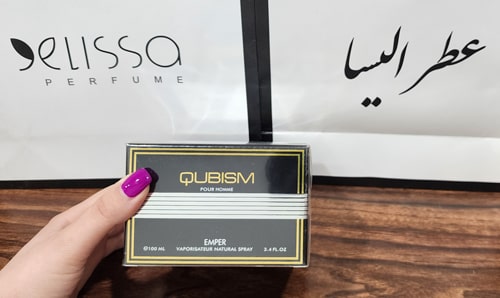 elissa
PERFUME
عطر الیسا
QUBISM
POUR HOMME
EMPER
℮100 ML
VAPORISATEUR NATURAL SPRAY
3.4 FL.OZ